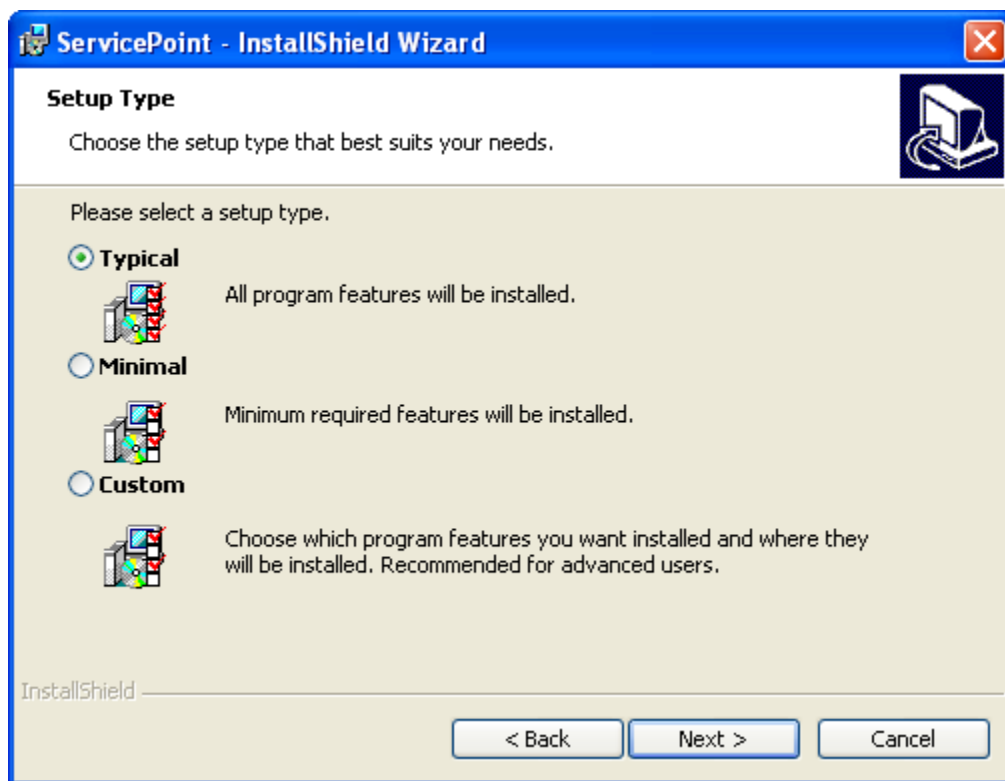 ServicePoint - InstallShield Wizard
Setup Type
Choose the setup type that best suits your needs.
Please select a setup type.
Typical
All program features will be installed.
Minimal
Minimum required features will be installed.
Custom
Choose which program features you want installed and where they
will be installed. Recommended for advanced users.
InstallShield
< Back
Next >
Cancel